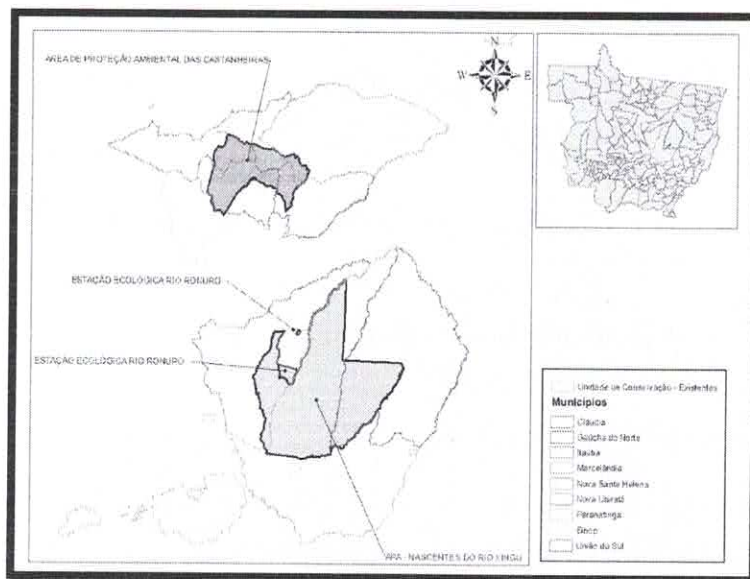 ÁREA DE PROTEÇÃO AMBIENTAL DAS CASTANHEIRAS
N
W E
S
ESTAÇÃO ECOLÓGICA RIO RONURO
ESTAÇÃO ECOLÓGICA RIO RONURO
APA - NASCENTES DO RIO XINGU
Unidade de Conservação - Existentes
Municípios
Cláudia
Gaúcha do Norte
Itaúba
Marcelândia
Nova Santa Helena
Nova Ubiratã
Paranatinga
Sinop
União do Sul